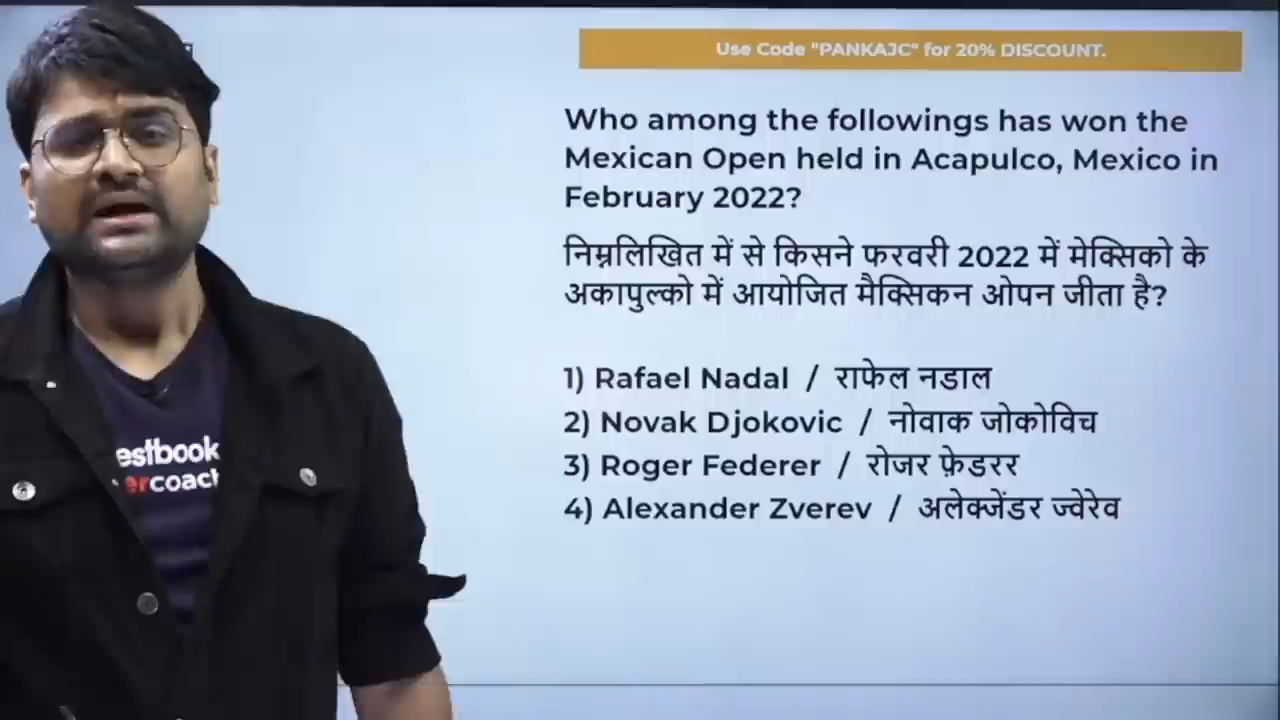 Use Code "PANKAJC" for 20% DISCOUNT.
Who among the followings has won the
Mexican Open held in Acapulco, Mexico in
February 2022?
निम्नलिखित में से किसने फरवरी 2022 में मेक्सिको के
अकापुल्को में आयोजित मैक्सिकन ओपन जीता है?
1) Rafael Nadal / राफेल नडाल
2) Novak Djokovic / नोवाक जोकोविच
3) Roger Federer / रोजर फ़ेडरर
4) Alexander Zverev / अलेक्जेंडर ज्वेरेव
estbook
ercoach